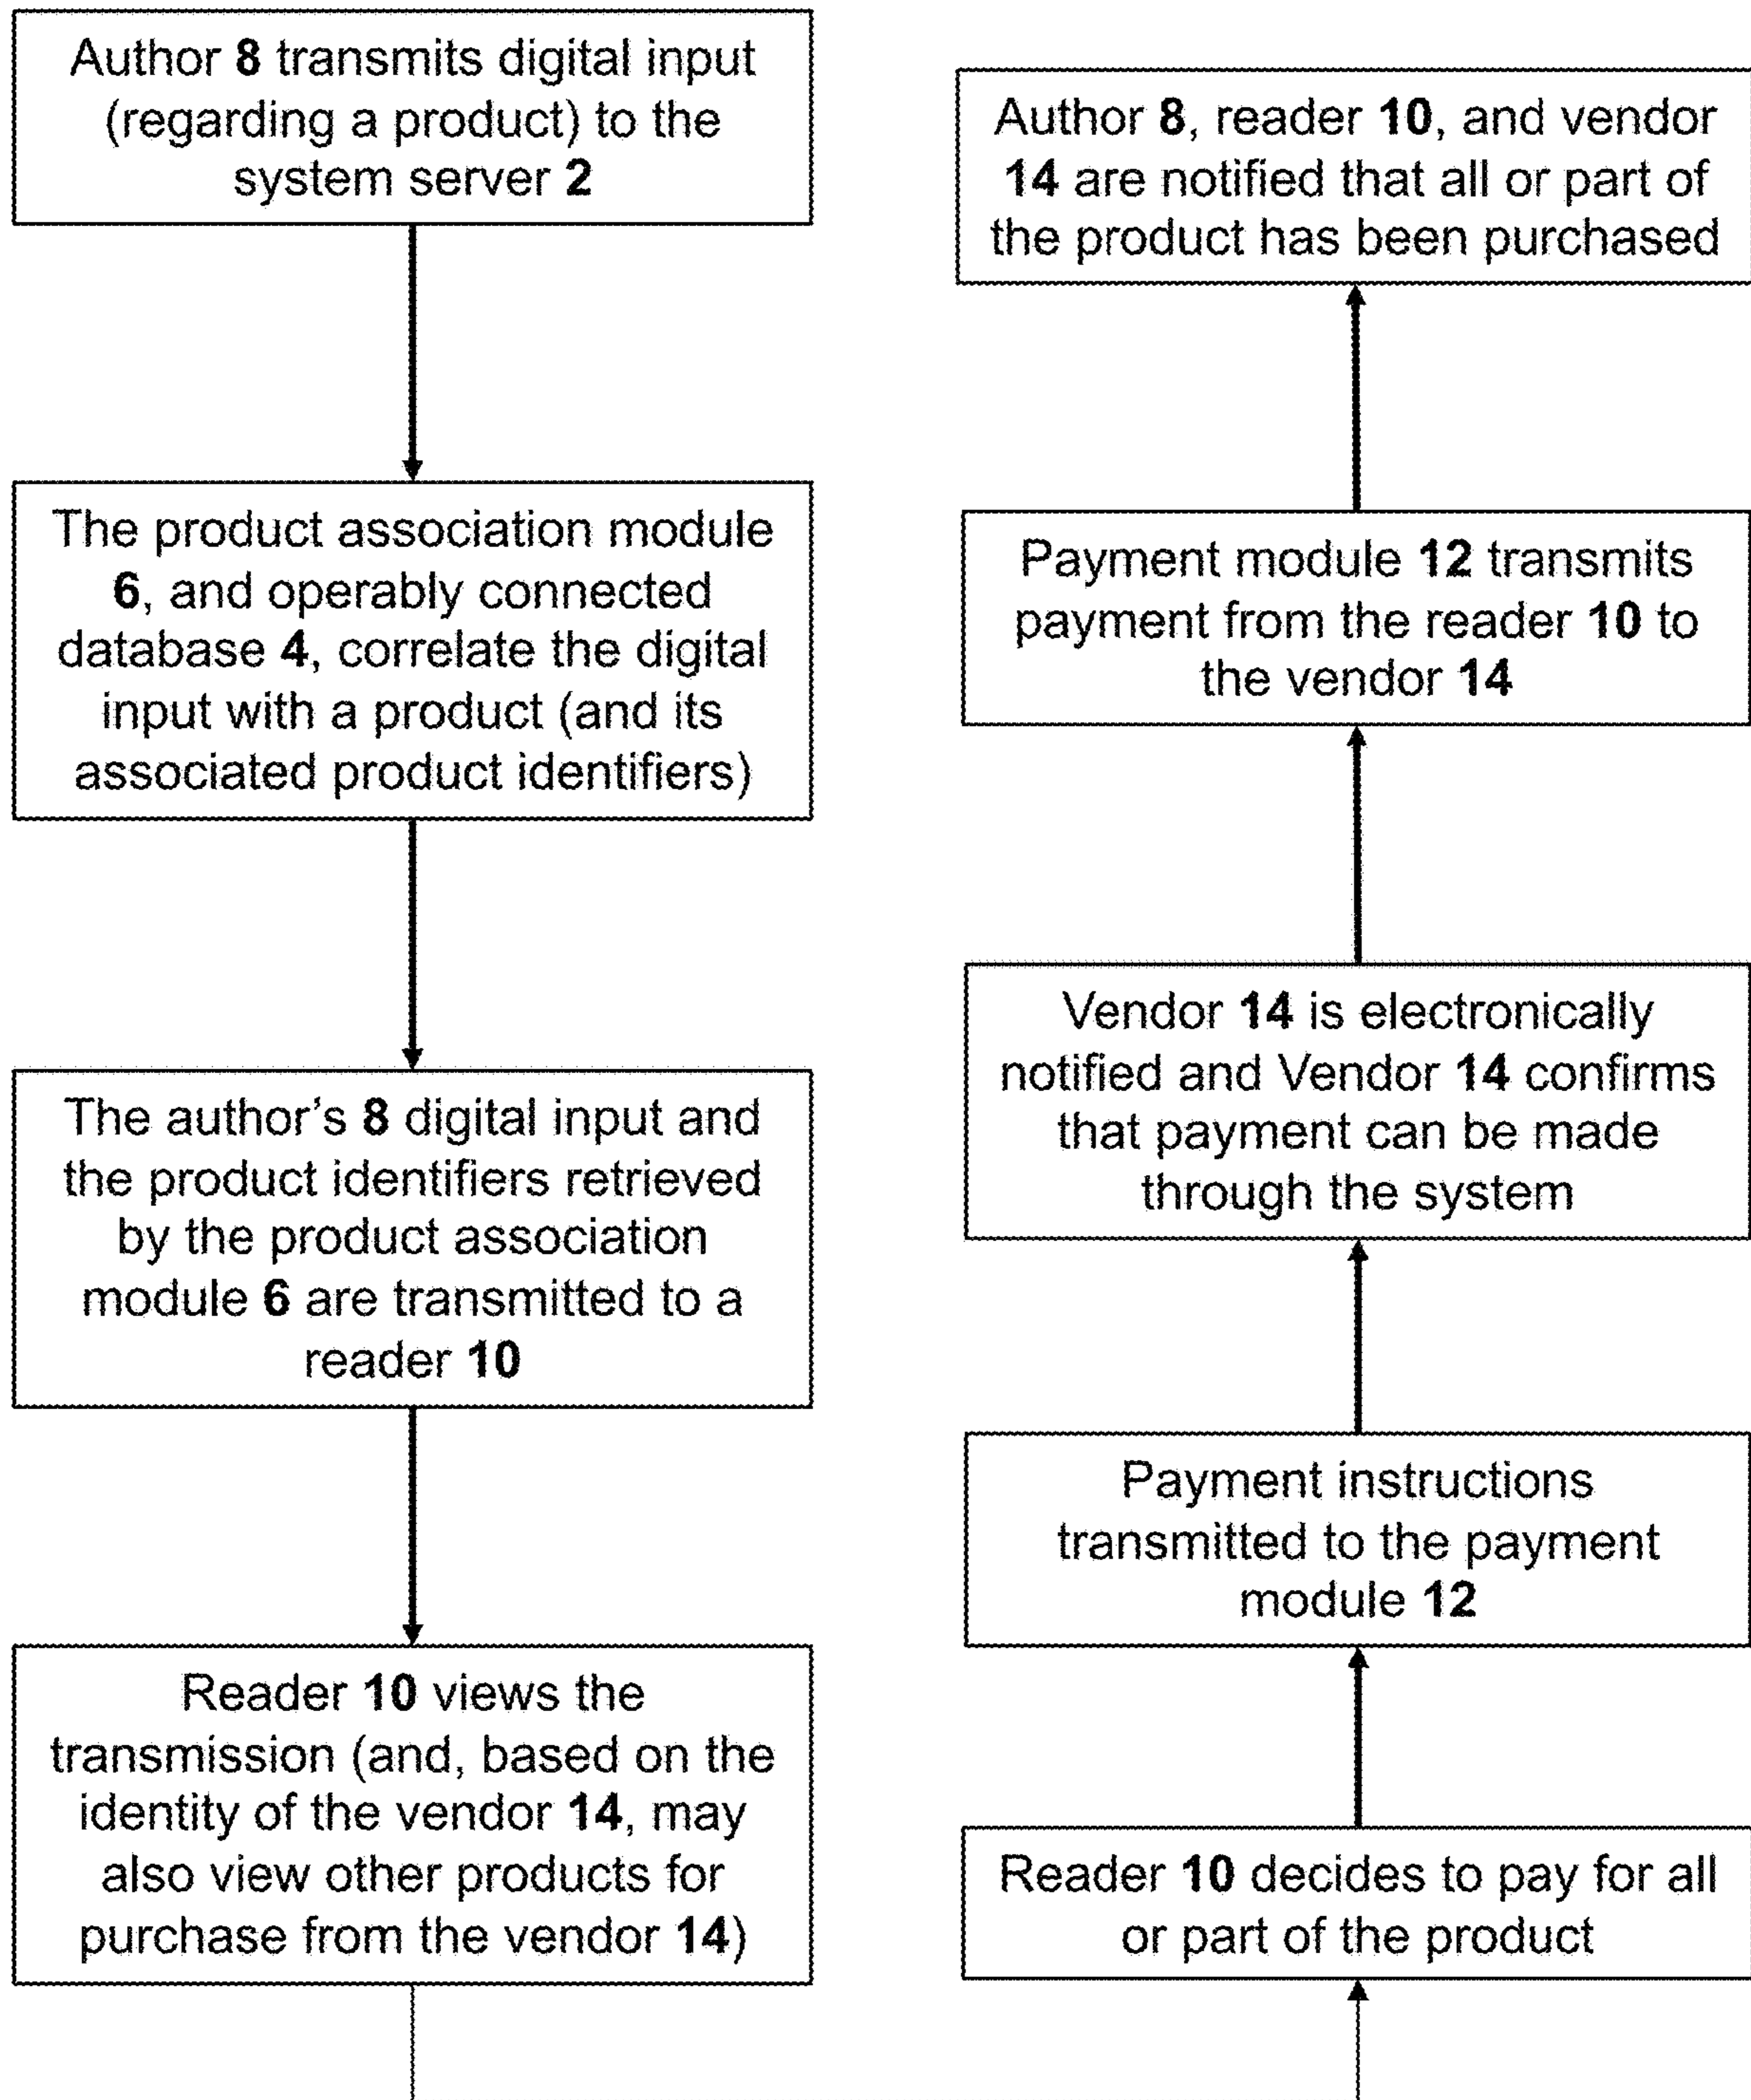 Author 8 transmits digital input
(regarding a product) to the
system server 2
The product association module
6, and operably connected
database 4, correlate the digital
input with a product (and its
associated product identifiers)
The author's 8 digital input and
the product identifiers retrieved
by the product association
module 6 are transmitted to a
reader 10
Reader 10 views the
transmission (and, based on the
identity of the vendor 14, may
also view other products for
purchase from the vendor 14)
Reader 10 decides to pay for all
or part of the product
Payment instructions
transmitted to the payment
module 12
Vendor 14 is electronically
notified and Vendor 14 confirms
that payment can be made
through the system
Payment module 12 transmits
payment from the reader 10 to
the vendor 14
Author 8, reader 10, and vendor
14 are notified that all or part of
the product has been purchased